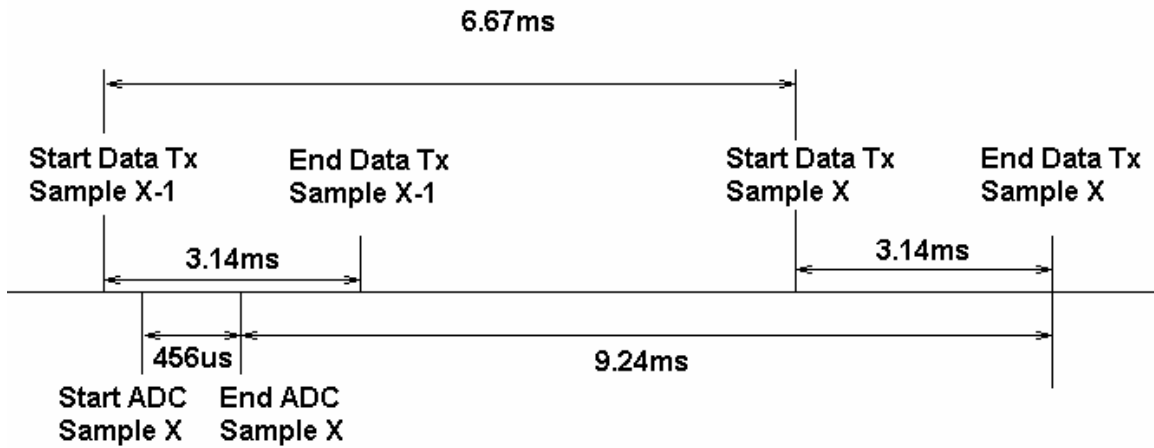 6.67ms
Start Data Tx
Sample X-1
End Data Tx
Sample X-1
Start Data Tx
Sample X
End Data Tx
Sample X
3.14ms
3.14ms
456us
9.24ms
Start ADC
Sample X
End ADC
Sample X